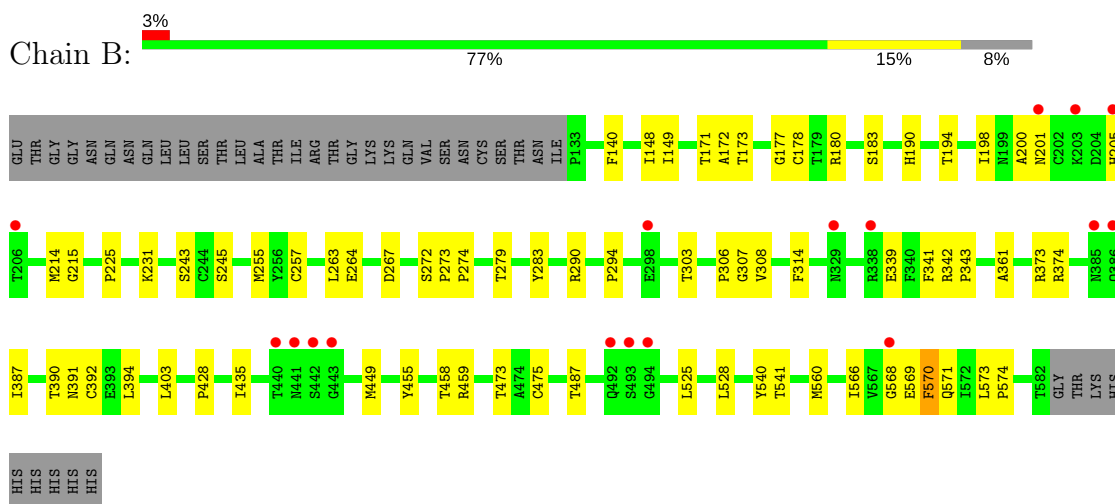 3%
Chain B:
77%
15%
8%
GLU THR GLY GLY ASN GLN ASN GLN LEU LEU SER THR LEU ALA THR ILE ARG THR GLY LYS LYS GLN VAL SER ASN CYS SER THR ASN ILE P133 F140 I148 I149 T171 A172 T173 G177 C178 T179 R180 S183 H190 T194 I198 N199 A200 N201 C202 K203 D204 H205
T206 M214 G215 P225 K231 S243 C244 S245 M255 Y256 C257 L263 E264 D267 S272 P273 P274 T279 Y283 R290 P294 E298 T303 P306 G307 V308 F314 N329 R338 E339 F340 F341 R342 P343 A361 R373 R374 N385 Q386
I387 T390 N391 C392 E393 L394 L403 P428 I435 T440 N441 S442 G443 M449 Y455 T458 R459 T473 A474 C475 T487 Q492 S493 G494 L525 L528 Y540 T541 M560 I566 V567 G568 E569 F570 Q571 I572 L573 P574 T582 GLY THR LYS HIS
HIS HIS HIS HIS HIS